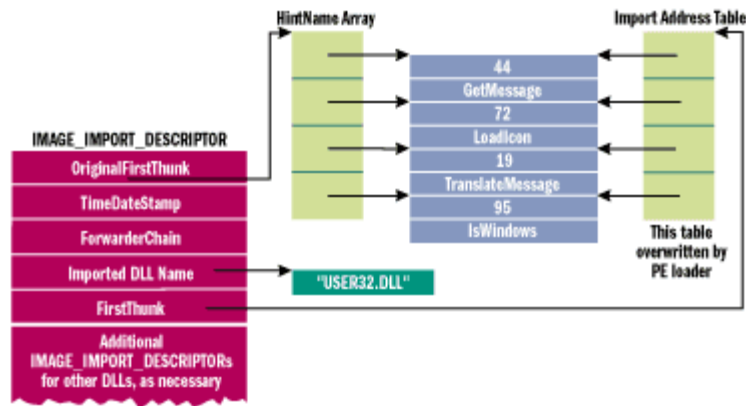 HintName Array
Import Address Table
44
GetMessage
72
LoadIcon
19
TranslateMessage
95
IsWindows
IMAGE_IMPORT_DESCRIPTOR
OriginalFirstThunk
TimeDateStamp
ForwarderChain
Imported DLL Name
FirstThunk
Additional
IMAGE_IMPORT_DESCRIPTORs
for other DLLs, as necessary
"USER32.DLL"
This table
overwritten by
PE loader